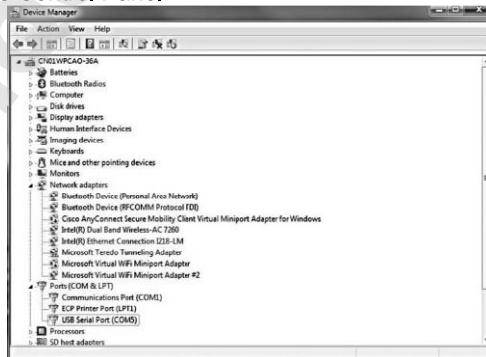 Device Manager
File Action View Help
CN01WPCAO-36A
Batteries
Bluetooth Radios
Computer
Disk drives
Display adapters
Human Interface Devices
Imaging devices
Keyboards
Mice and other pointing devices
Monitors
Network adapters
Bluetooth Device (Personal Area Network)
Bluetooth Device (RFCOMM Protocol TDI)
Cisco AnyConnect Secure Mobility Client Virtual Miniport Adapter for Windows
Intel(R) Dual Band Wireless-AC 7260
Intel(R) Ethernet Connection I218-LM
Microsoft Teredo Tunneling Adapter
Microsoft Virtual WiFi Miniport Adapter
Microsoft Virtual WiFi Miniport Adapter #2
Ports (COM & LPT)
Communications Port (COM1)
ECP Printer Port (LPT1)
USB Serial Port (COM5)
Processors
SD host adapters